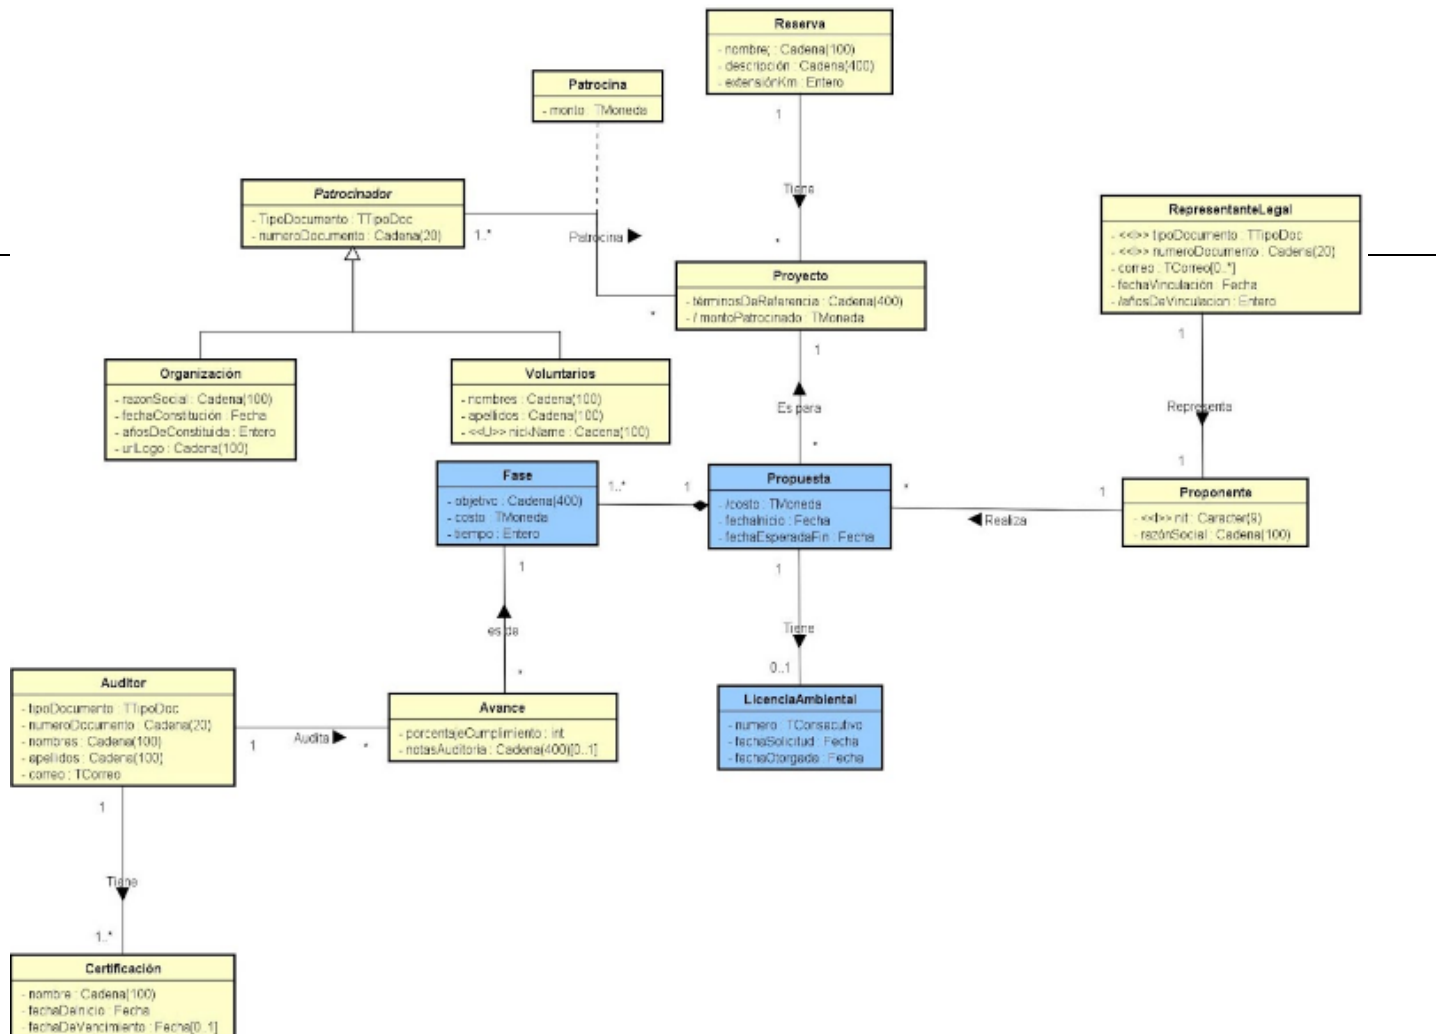 Reserva
- nombre; : Cadena(100)
- descripción : Cadena(400)
- extensiónKm : Entero
1
Tiene
*
Patrocina
- monto : TMoneda
Patrocinador
- TipoDocumento : TTipoDoc
- numeroDocumento : Cadena(20)
1..*
Patrocina
*
Proyecto
- términosDeReferencia : Cadena(400)
- / montoPatrocinado : TMoneda
1
Es para
*
RepresentanteLegal
- <<I>> tipoDocumento : TTipoDoc
- <<I>> numeroDocumento : Cadena(20)
- correo : TCorreo[0..*]
- fechaVinculación : Fecha
- /añosDeVinculacion : Entero
1
Representa
1
Organización
- razonSocial : Cadena(100)
- fechaConstitución : Fecha
- añosDeConstituida : Entero
- urlLogo : Cadena(100)
Voluntarios
- nombres : Cadena(100)
- apellidos : Cadena(100)
- <<U>> nickName : Cadena(100)
Fase
- objetivo : Cadena(400)
- costo : TMoneda
- tiempo : Entero
1..*
1
Propuesta
- /costo : TMoneda
- fechaInicio : Fecha
- fechaEsperadaFin : Fecha
*
Realiza
1
Proponente
- <<I>> nit : Caracter(9)
- razónSocial : Cadena(100)
1
es de
*
1
Tiene
0..1
LicenciaAmbiental
- numero : TConsecutivo
- fechaSolicitud : Fecha
- fechaOtorgada : Fecha
Auditor
- tipoDocumento : TTipoDoc
- numeroDocumento : Cadena(20)
- nombres : Cadena(100)
- apellidos : Cadena(100)
- correo : TCorreo
1
Audita
*
Avance
- porcentajeCumplimiento : int
- notasAuditoría : Cadena(400)[0..1]
1
Tiene
1..*
Certificación
- nombre : Cadena(100)
- fechaDeInicio : Fecha
- fechaDeVencimiento : Fecha[0..1]